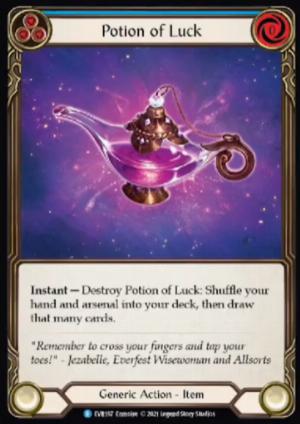 Potion of Luck
0
Instant — Destroy Potion of Luck: Shuffle your
hand and arsenal into your deck, then draw
that many cards.
"Remember to cross your fingers and tap your
toes!" - Jezabelle, Everfest Wisewoman and Allsorts
Generic Action - Item
© 2021 Legend Story Studios